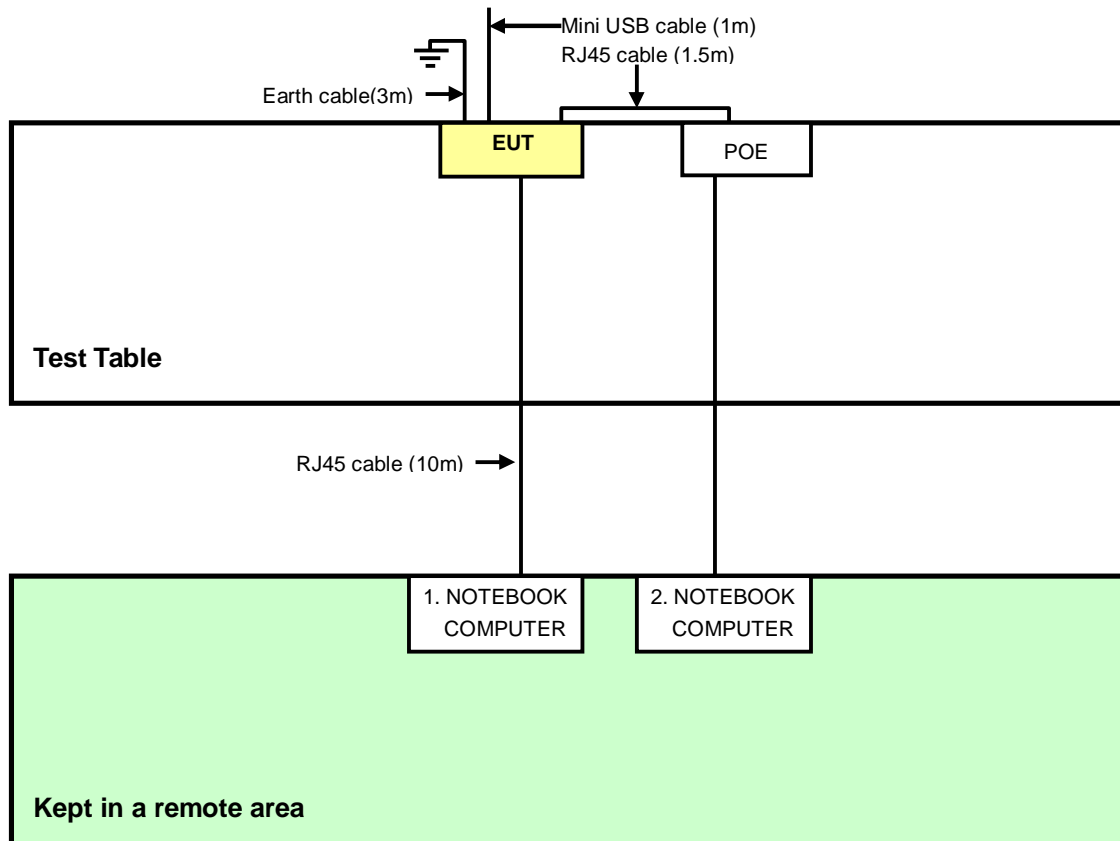 Mini USB cable (1m)
RJ45 cable (1.5m)
Earth cable(3m)
EUT
POE
Test Table
RJ45 cable (10m)
1. NOTEBOOK
COMPUTER
2. NOTEBOOK
COMPUTER
Kept in a remote area